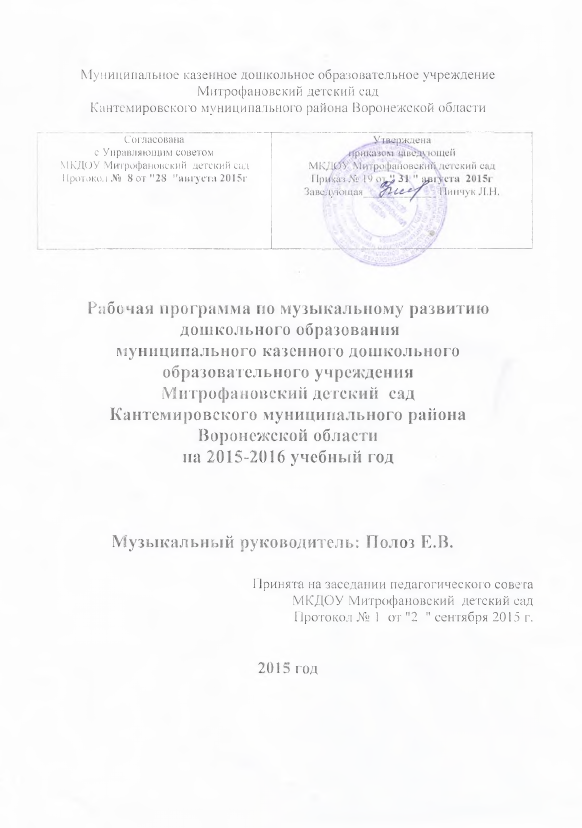 Муниципальное казенное дошкольное образовательное учреждение
Митрофановский детский сад
Кантемировского муниципального района Воронежской области
Согласована
с Управляющим советом
МКДОУ Митрофановский детский сад
Протокол № 8 от "28 "августа 2015г
Утверждена
приказом заведующей
МКДОУ Митрофановский детский сад
Приказ № 19 от " 31 " августа 2015г
Заведующая Пинчук Л.Н.
Рабочая программа по музыкальному развитию
дошкольного образования
муниципального казенного дошкольного
образовательного учреждения
Митрофановский детский сад
Кантемировского муниципального района
Воронежской области
на 2015-2016 учебный год
Музыкальный руководитель: Полоз Е.В.
Принята на заседании педагогического совета
МКДОУ Митрофановский детский сад
Протокол № 1 от "2 " сентября 2015 г.
2015 год